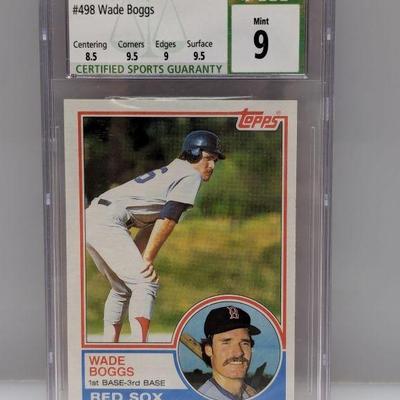 #498 Wade Boggs
Centering Corners Edges Surface
8.5 9.5 9 9.5
CERTIFIED SPORTS GUARANTY
Mint
9
Topps
6
B
WADE
BOGGS
1st BASE-3rd BASE
RED SOX